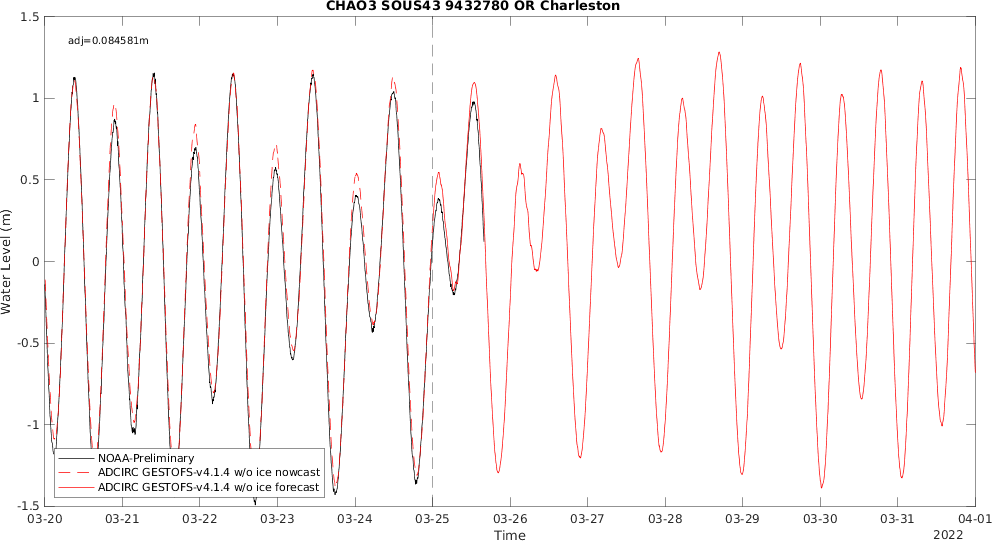 CHAO3 SOUS43 9432780 OR Charleston
adj=0.084581m
1.5
1
0.5
0
-0.5
-1
-1.5
Water Level (m)
NOAA-Preliminary
ADCIRC GESTOFS-v4.1.4 w/o ice nowcast
ADCIRC GESTOFS-v4.1.4 w/o ice forecast
03-20 03-21 03-22 03-23 03-24 03-25 03-26 03-27 03-28 03-29 03-30 03-31 04-01
Time
2022